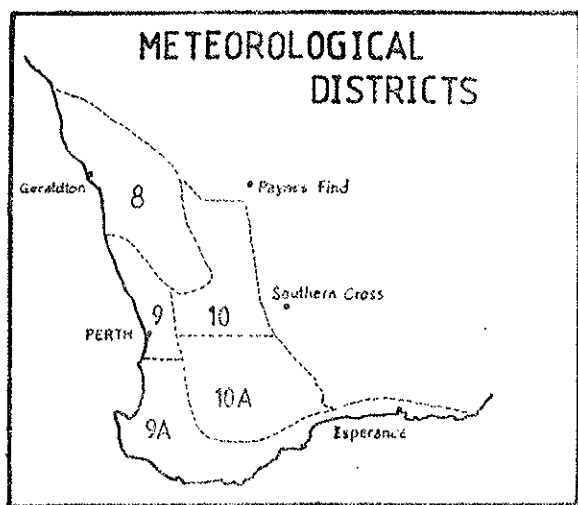 METEOROLOGICAL
DISTRICTS
Geraldton
8
Paynes Find
Southern Cross
9
10
PERTH
10A
9A
Esperance